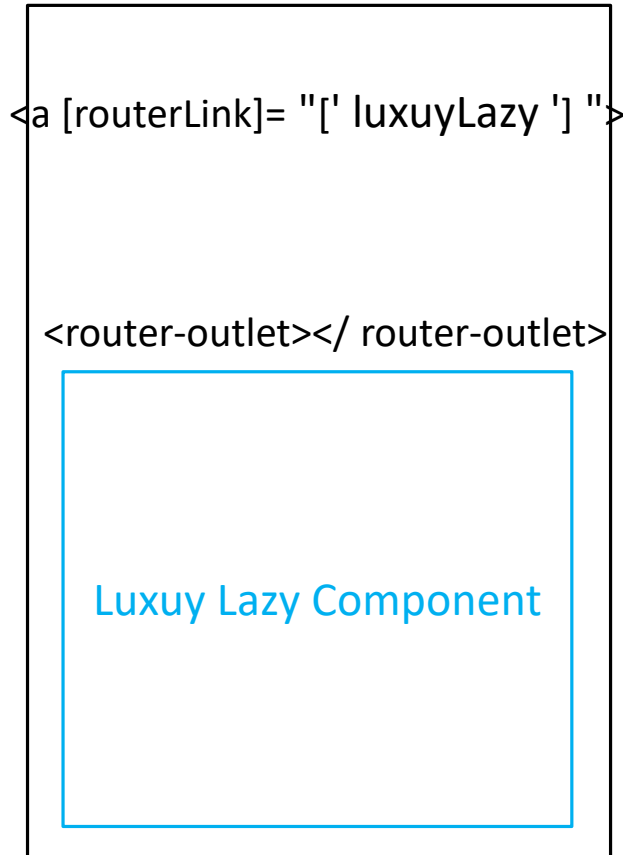 <a [routerLink]= "[' luxuyLazy '] ">
<router-outlet></ router-outlet>
Luxuy Lazy Component